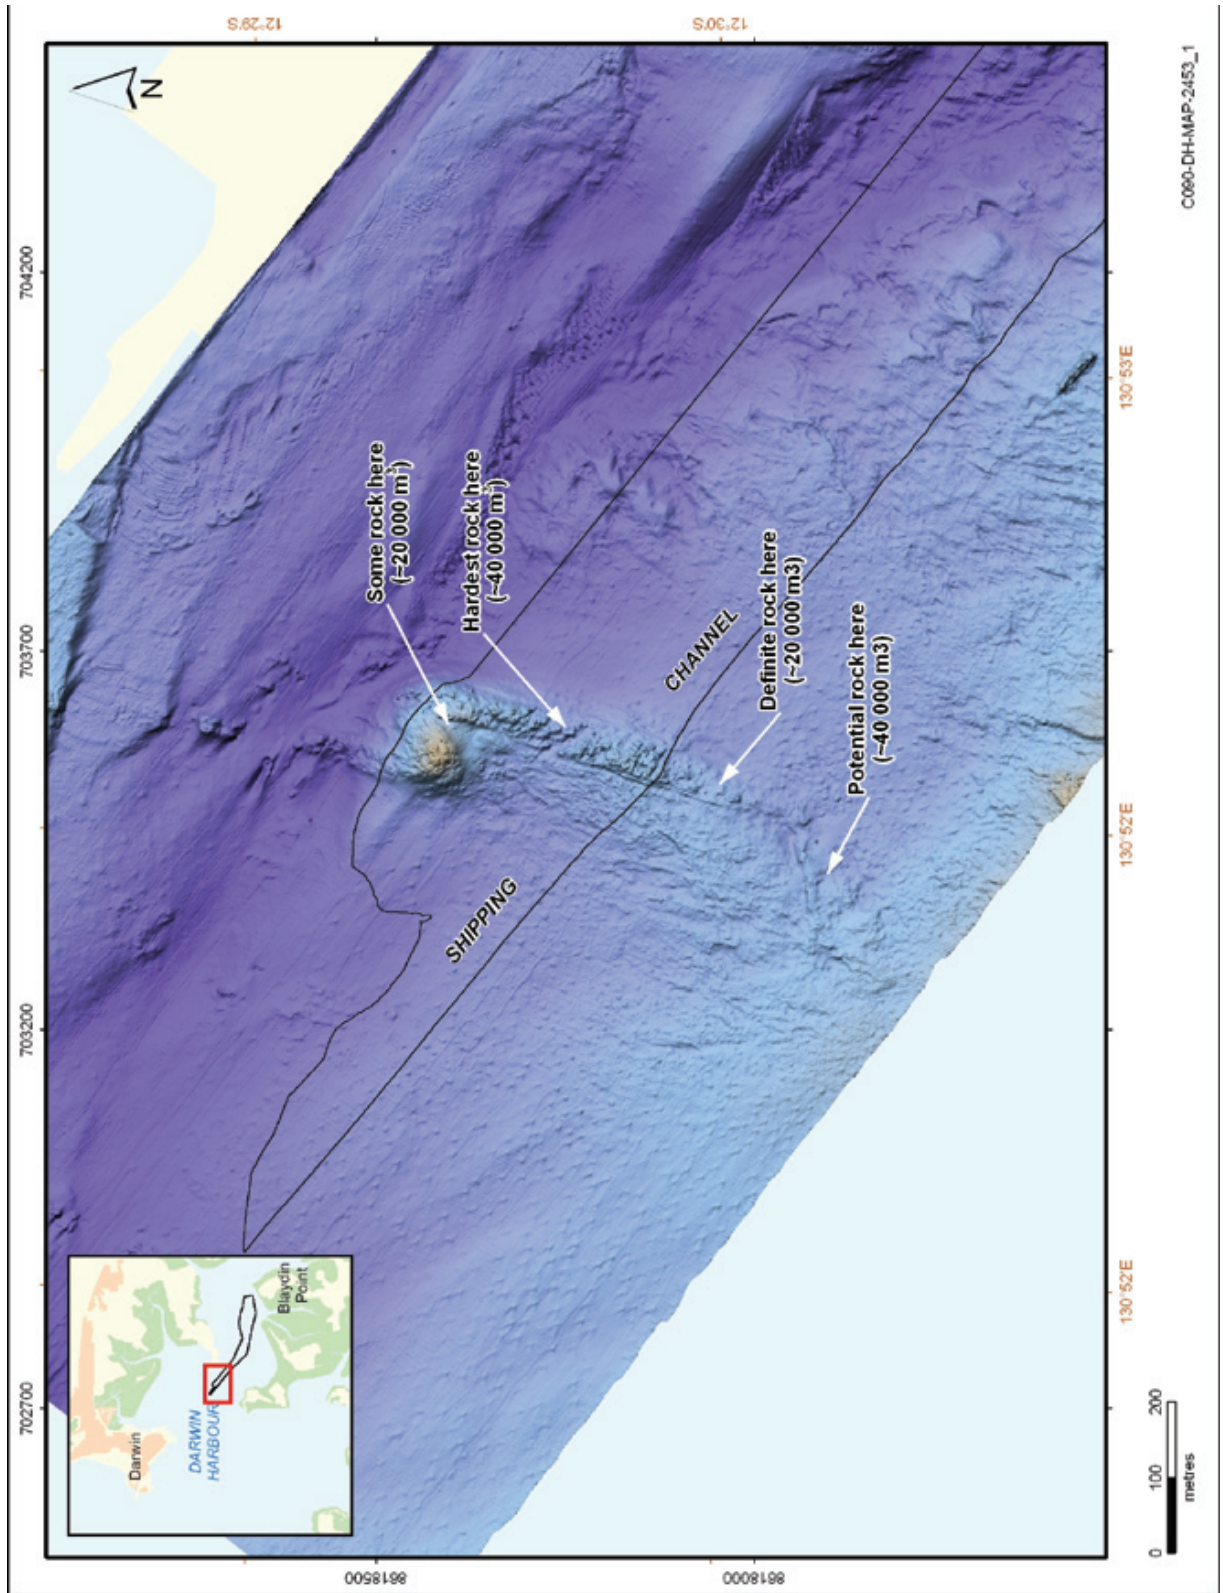 12°29'S
12°30'S
N
C090-DH-MAP-2453_1
704200
703700
703200
702700
130°53'E
130°52'E
130°52'E
8618500
8618000
Some rock here
(~20 000 m³)
Hardest rock here
(~40 000 m³)
Definite rock here
(~20 000 m3)
Potential rock here
(~40 000 m3)
SHIPPING
CHANNEL
Darwin
DARWIN
HARBOUR
Blaydin
Point
0
100
200
metres